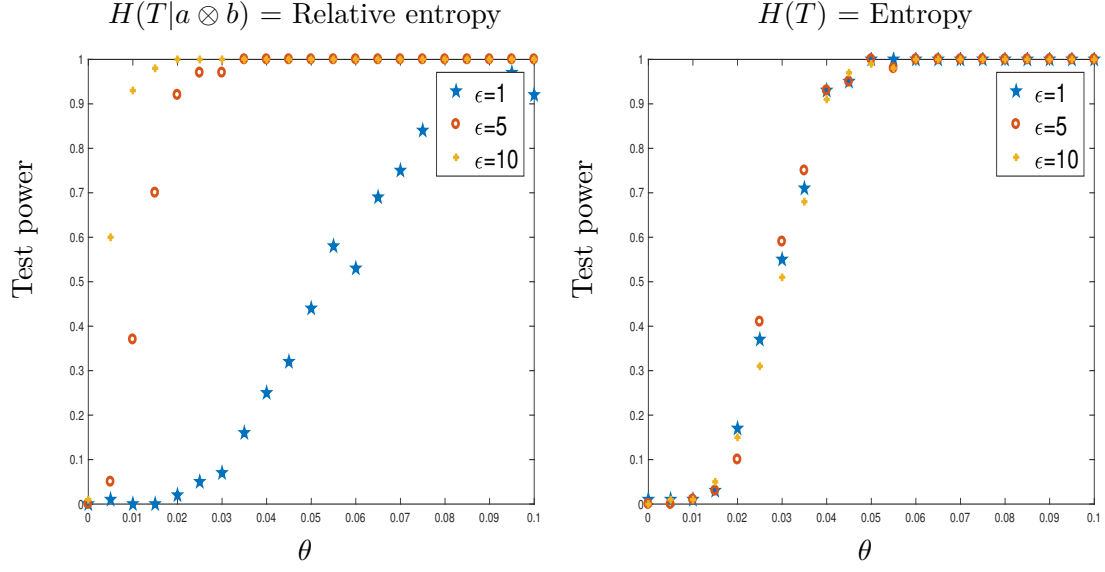 H(T|a ⊗ b) = Relative entropy
Test power
1
0.9
0.8
0.7
0.6
0.5
0.4
0.3
0.2
0.1
0
ϵ=1
ϵ=5
ϵ=10
0 0.01 0.02 0.03 0.04 0.05 0.06 0.07 0.08 0.09 0.1
θ
H(T) = Entropy
Test power
1
0.9
0.8
0.7
0.6
0.5
0.4
0.3
0.2
0.1
0
ϵ=1
ϵ=5
ϵ=10
0 0.01 0.02 0.03 0.04 0.05 0.06 0.07 0.08 0.09 0.1
θ